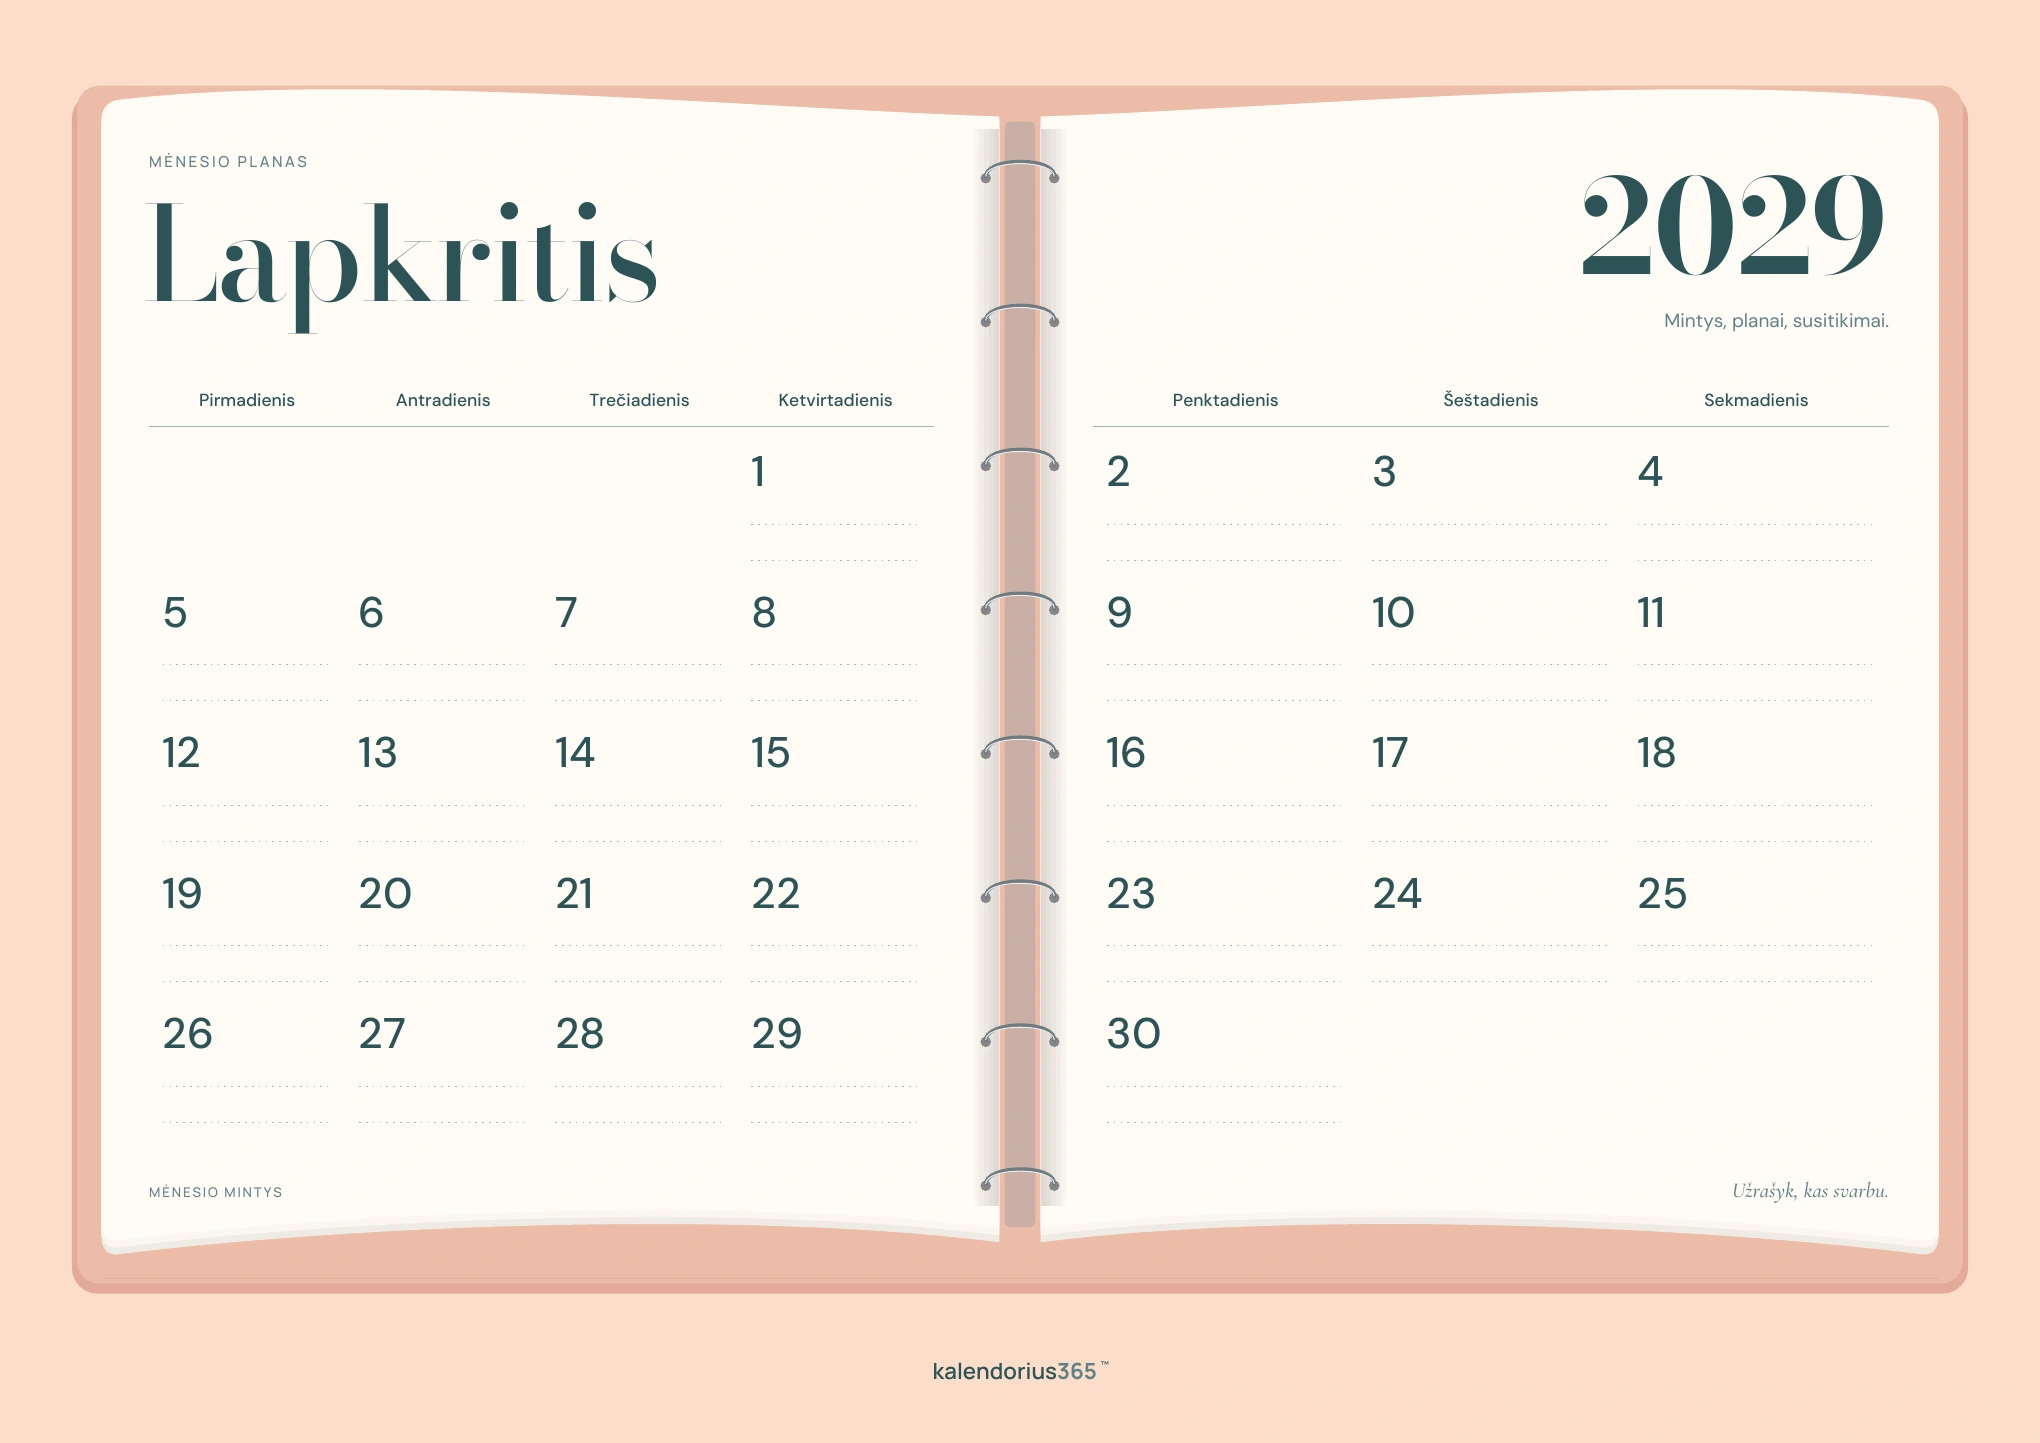 MĖNESIO PLANAS
Lapkritis
2029
Mintys, planai, susitikimai.
Pirmadienis Antradienis Trečiadienis Ketvirtadienis Penktadienis Šeštadienis Sekmadienis
1 2 3 4
5 6 7 8 9 10 11
12 13 14 15 16 17 18
19 20 21 22 23 24 25
26 27 28 29 30
MĖNESIO MINTYS
Užrašyk, kas svarbu.
kalendorius365™